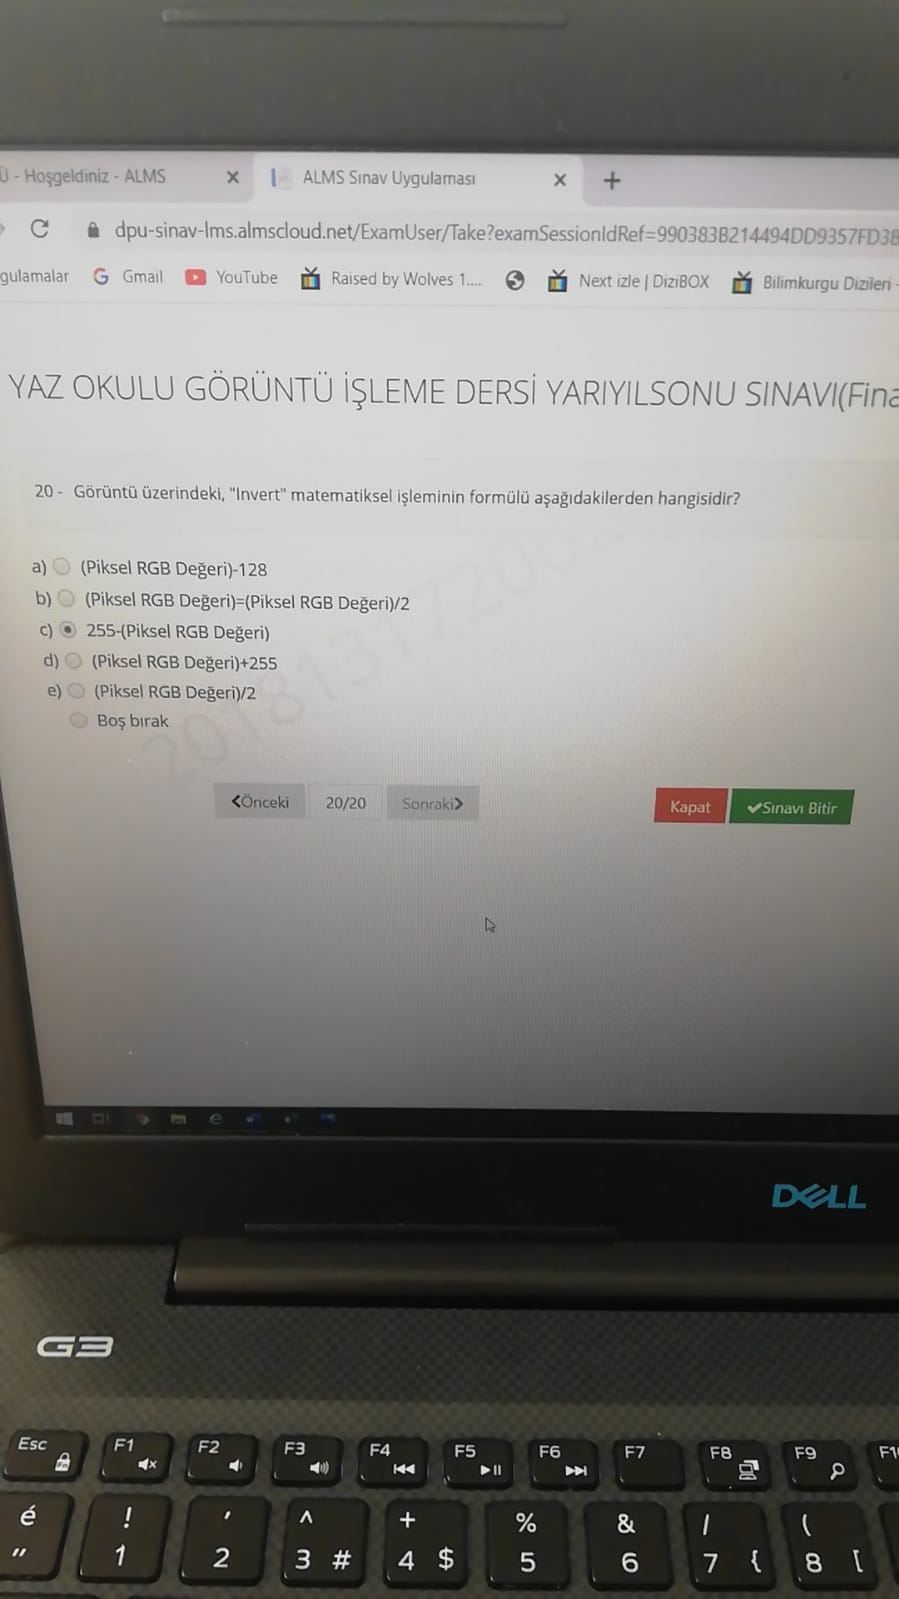 Ü - Hoşgeldiniz - ALMS
ALMS Sınav Uygulaması
dpu-sinav-lms.almscloud.net/ExamUser/Take?examSessionIdRef=990383B214494DD9357FD3B
gulamalar Gmail YouTube Raised by Wolves 1.... Next izle | DiziBOX Bilimkurgu Dizileri -
YAZ OKULU GÖRÜNTÜ İŞLEME DERSİ YARIYILSONU SINAVI(Fina
20 - Görüntü üzerindeki, "Invert" matematiksel işleminin formülü aşağıdakilerden hangisidir?
a) (Piksel RGB Değeri)-128
b) (Piksel RGB Değeri)=(Piksel RGB Değeri)/2
c) 255-(Piksel RGB Değeri)
d) (Piksel RGB Değeri)+255
e) (Piksel RGB Değeri)/2
Boş bırak
Önceki 20/20 Sonraki Kapat Sınavı Bitir
DELL
G3
Esc F1 F2 F3 F4 F5 F6 F7 F8 F9 F1
é ! ' ^ + % & / (
" 1 2 3 # 4 $ 5 6 7 { 8 [